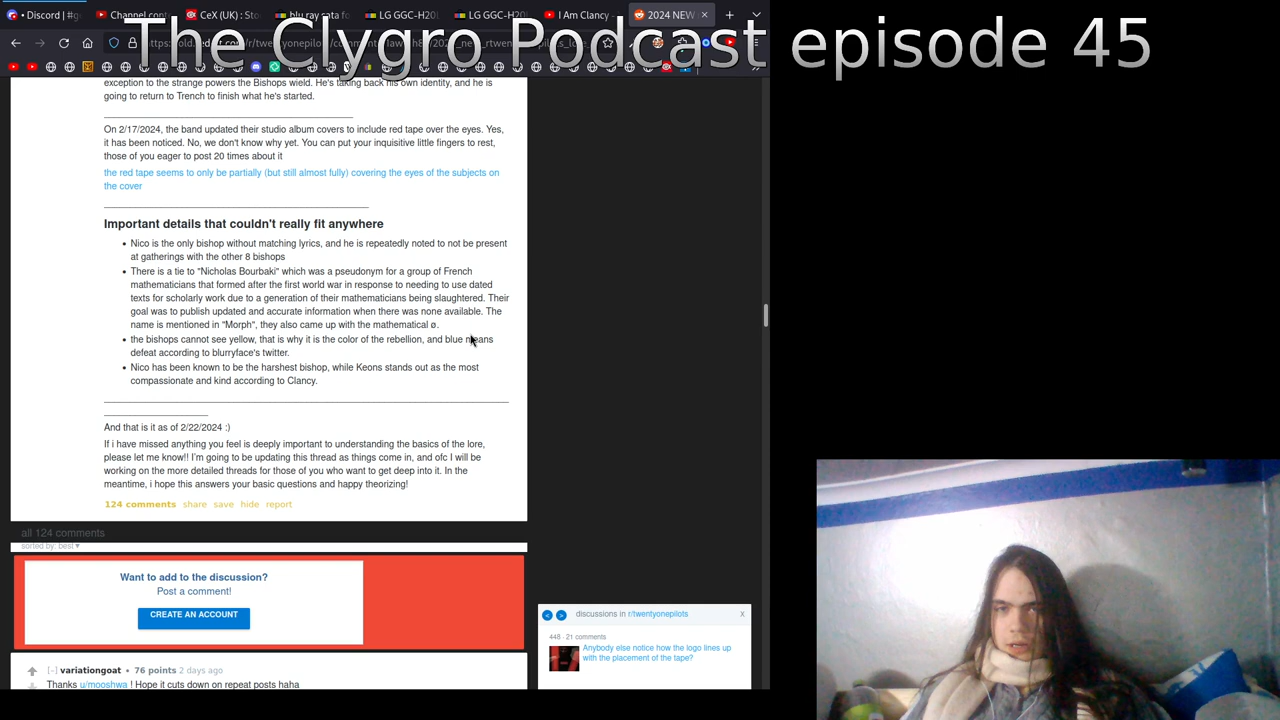 The Clygro Podcast episode 45
• Discord | #g
Channel cont
CeX (UK) : Sto
blu ray sata fo
LG GGC-H20l
LG GGC-H20l
I Am Clancy -
2024 NEW
exception to the strange powers the Bishops wield. He's taking back his own identity, and he is
going to return to Trench to finish what he's started.
On 2/17/2024, the band updated their studio album covers to include red tape over the eyes. Yes,
it has been noticed. No, we don't know why yet. You can put your inquisitive little fingers to rest,
those of you eager to post 20 times about it
the red tape seems to only be partially (but still almost fully) covering the eyes of the subjects on
the cover
Important details that couldn't really fit anywhere
• Nico is the only bishop without matching lyrics, and he is repeatedly noted to not be present
at gatherings with the other 8 bishops
• There is a tie to "Nicholas Bourbaki" which was a pseudonym for a group of French
mathematicians that formed after the first world war in response to needing to use dated
texts for scholarly work due to a generation of their mathematicians being slaughtered. Their
goal was to publish updated and accurate information when there was none available. The
name is mentioned in "Morph", they also came up with the mathematical ø.
• the bishops cannot see yellow, that is why it is the color of the rebellion, and blue means
defeat according to blurryface's twitter.
• Nico has been known to be the harshest bishop, while Keons stands out as the most
compassionate and kind according to Clancy.
And that is it as of 2/22/2024 :)
If i have missed anything you feel is deeply important to understanding the basics of the lore,
please let me know!! I'm going to be updating this thread as things come in, and ofc I will be
working on the more detailed threads for those of you who want to get deep into it. In the
meantime, i hope this answers your basic questions and happy theorizing!
124 comments share save hide report
all 124 comments
sorted by: best ▾
Want to add to the discussion?
Post a comment!
CREATE AN ACCOUNT
discussions in r/twentyonepilots X
448 · 21 comments
Anybody else notice how the logo lines up
with the placement of the tape?
[–] variationgoat • 76 points 2 days ago
Thanks u/mooshwa ! Hope it cuts down on repeat posts haha